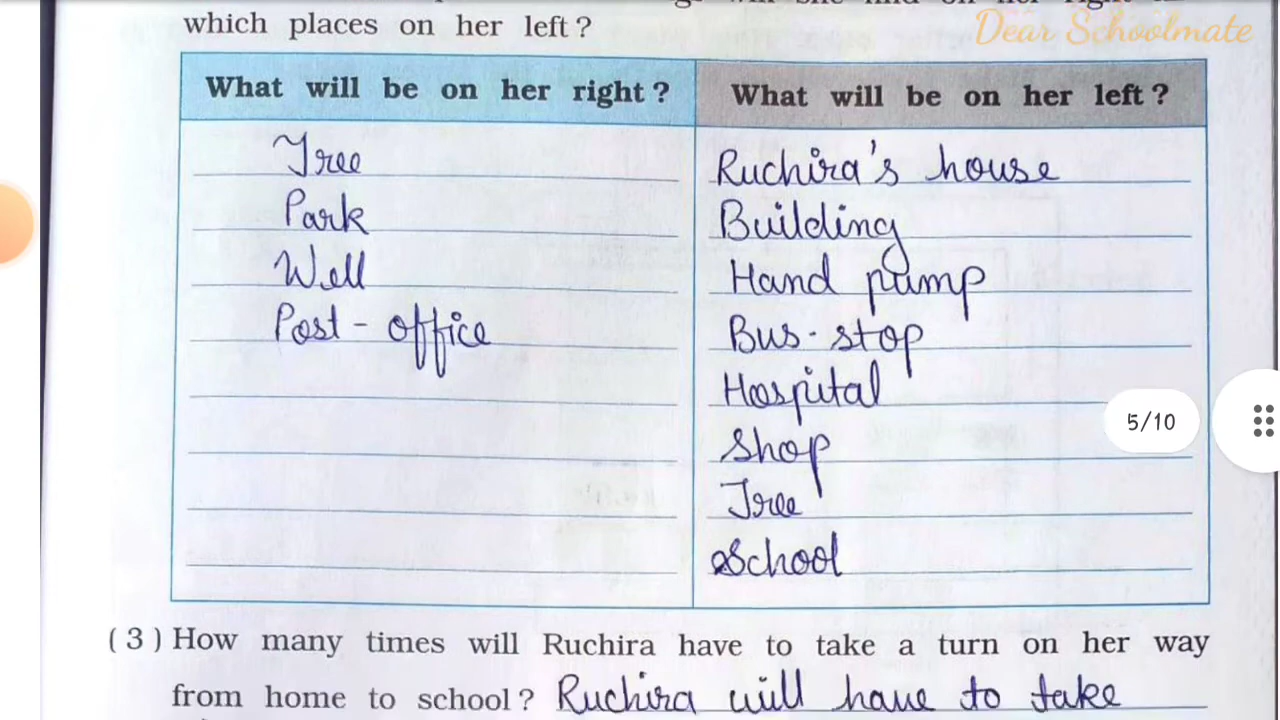 which places on her left?
Dear Schoolmate
What will be on her right?
What will be on her left?
Tree
Ruchira's house
Park
Building
Well
Hand pump
Post-office
Bus-stop
Hospital
5/10
Shop
Tree
School
(3) How many times will Ruchira have to take a turn on her way
from home to school? Ruchira will have to take